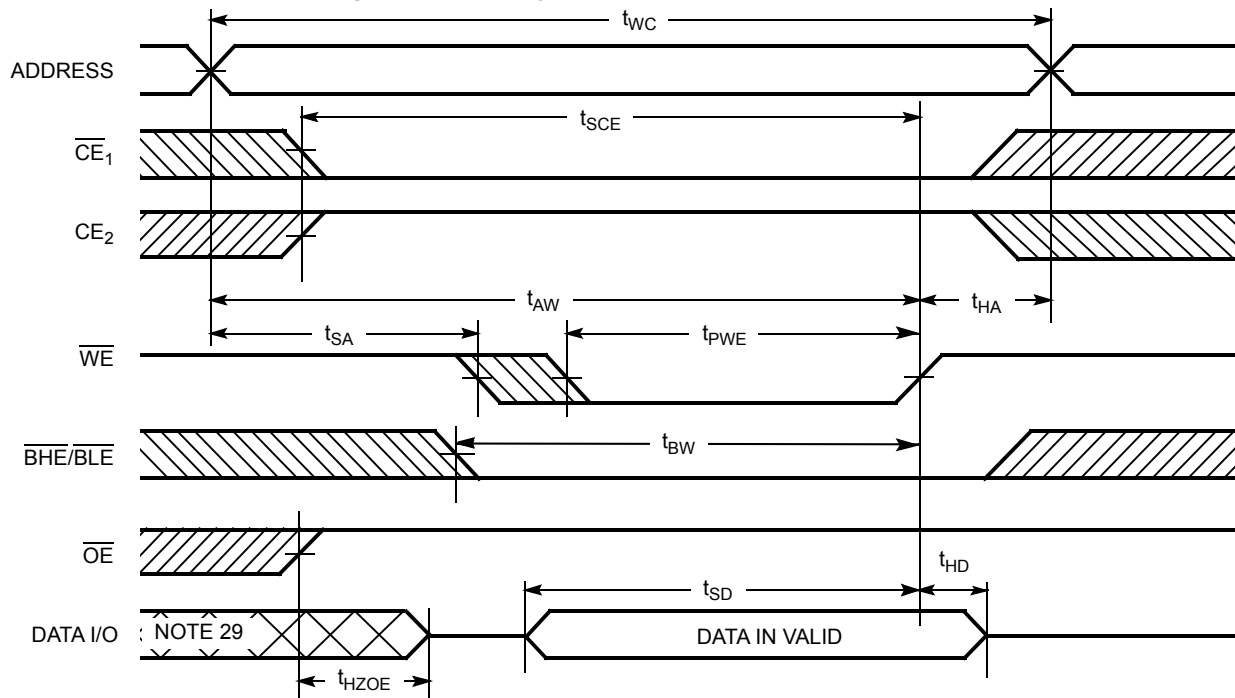 tWC
ADDRESS
tSCE
CE1
CE2
tAW
tHA
tSA
tPWE
WE
tBW
BHE/BLE
OE
tHD
tSD
DATA I/O
NOTE 29
DATA IN VALID
tHZOE